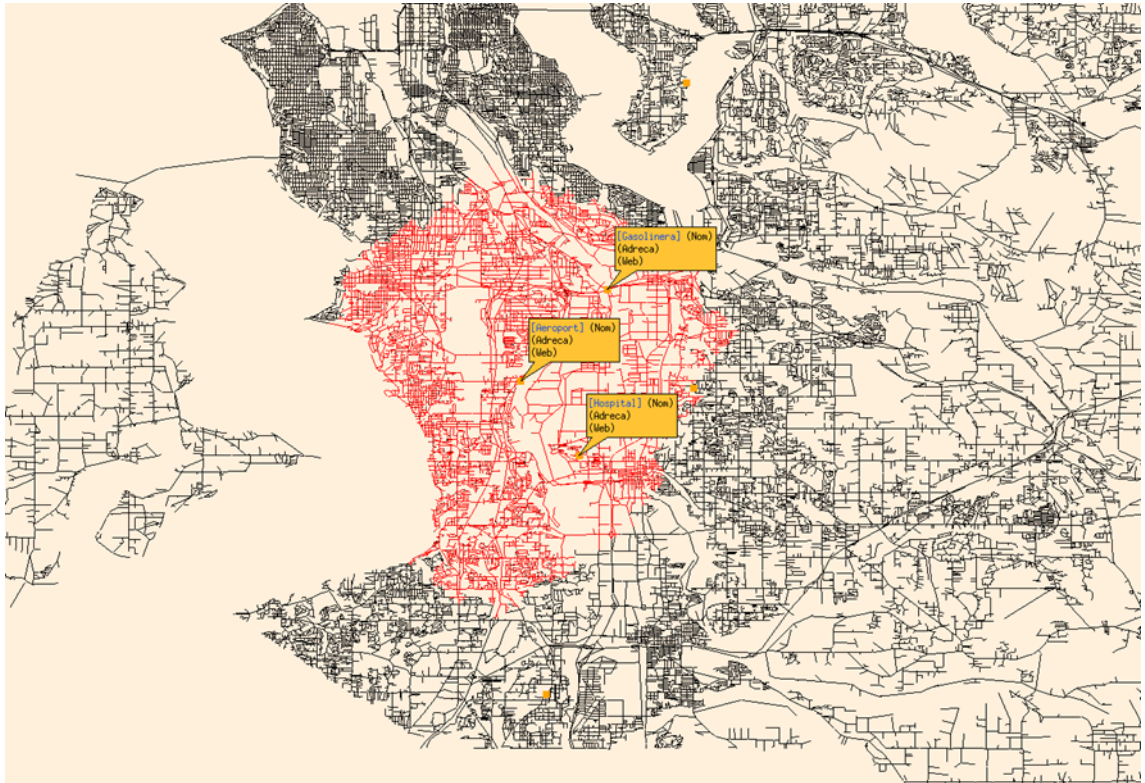 [Gasolinera] (Nom)
(Adreca)
(Web)
[Aeroport] (Nom)
(Adreca)
(Web)
[Hospital] (Nom)
(Adreca)
(Web)